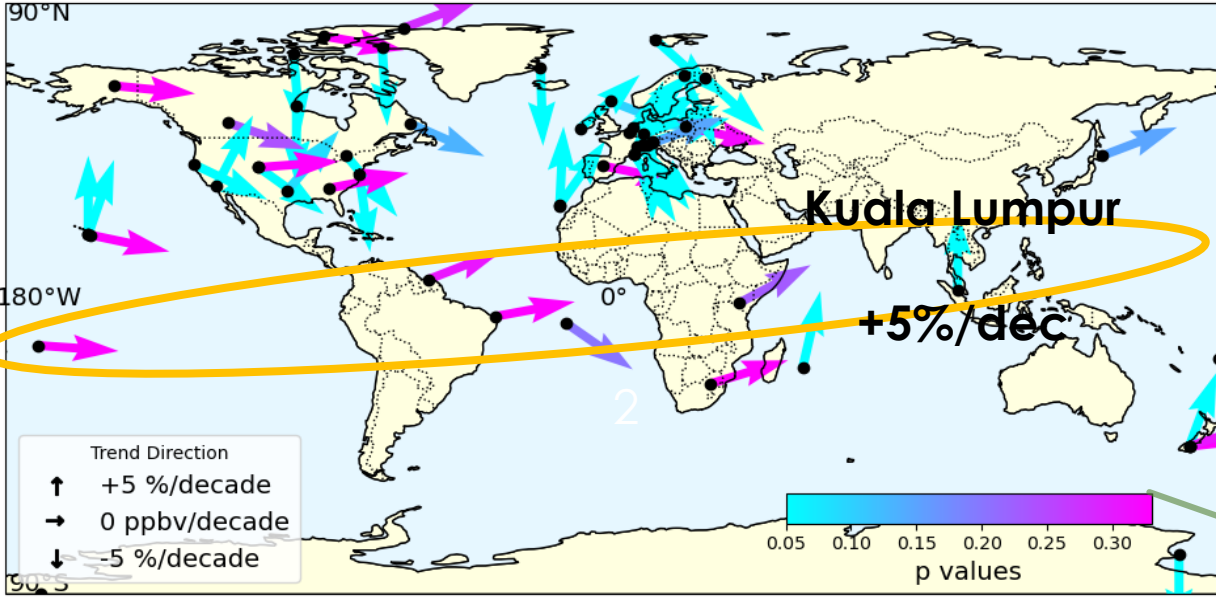 90°N
Kuala Lumpur
180°W
0°
+5%/dec
2
Trend Direction
↑ +5 %/decade
→ 0 ppbv/decade
↓ -5 %/decade
0.05 0.10 0.15 0.20 0.25 0.30
p values
90°S